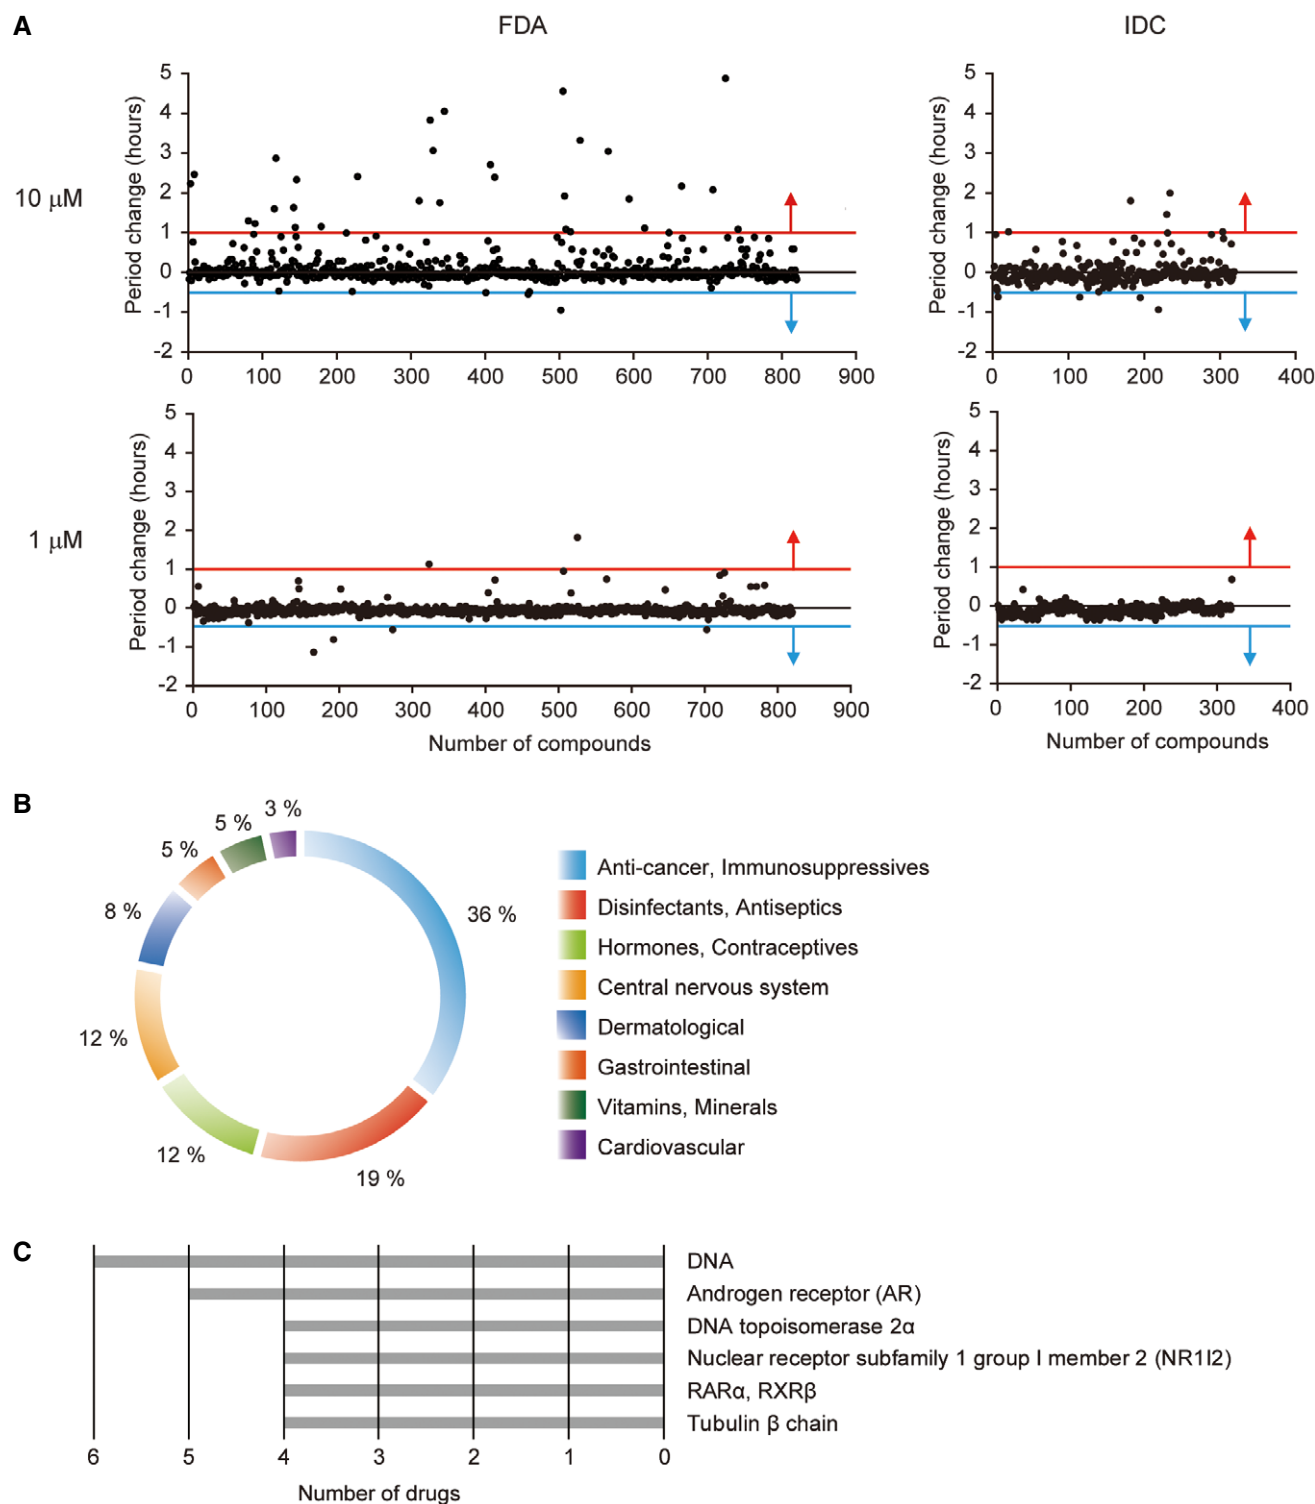 A
FDA
IDC
10 μM
Period change (hours)
5
4
3
2
1
0
-1
-2
0 100 200 300 400 500 600 700 800 900
Period change (hours)
5
4
3
2
1
0
-1
-2
0 100 200 300 400
1 μM
Period change (hours)
5
4
3
2
1
0
-1
-2
0 100 200 300 400 500 600 700 800 900
Number of compounds
Period change (hours)
5
4
3
2
1
0
-1
-2
0 100 200 300 400
Number of compounds
B
3 %
5 %
5 %
8 %
12 %
12 %
19 %
36 %
Anti-cancer, Immunosuppressives
Disinfectants, Antiseptics
Hormones, Contraceptives
Central nervous system
Dermatological
Gastrointestinal
Vitamins, Minerals
Cardiovascular
C
DNA
Androgen receptor (AR)
DNA topoisomerase 2α
Nuclear receptor subfamily 1 group I member 2 (NR1I2)
RARα, RXRβ
Tubulin β chain
6 5 4 3 2 1 0
Number of drugs